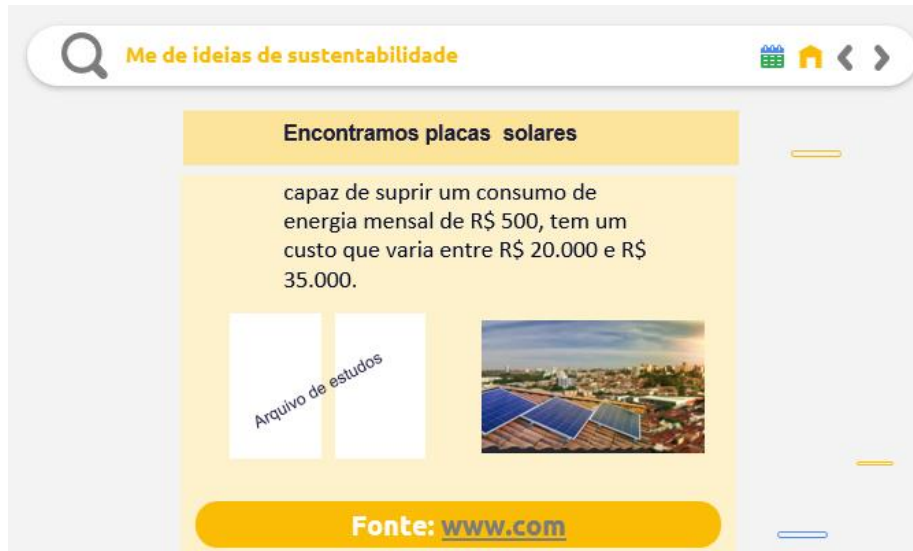 Me de ideias de sustentabilidade
Encontramos placas solares
capaz de suprir um consumo de
energia mensal de R$ 500, tem um
custo que varia entre R$ 20.000 e R$
35.000.
Arquivo de estudos
Fonte: www.com